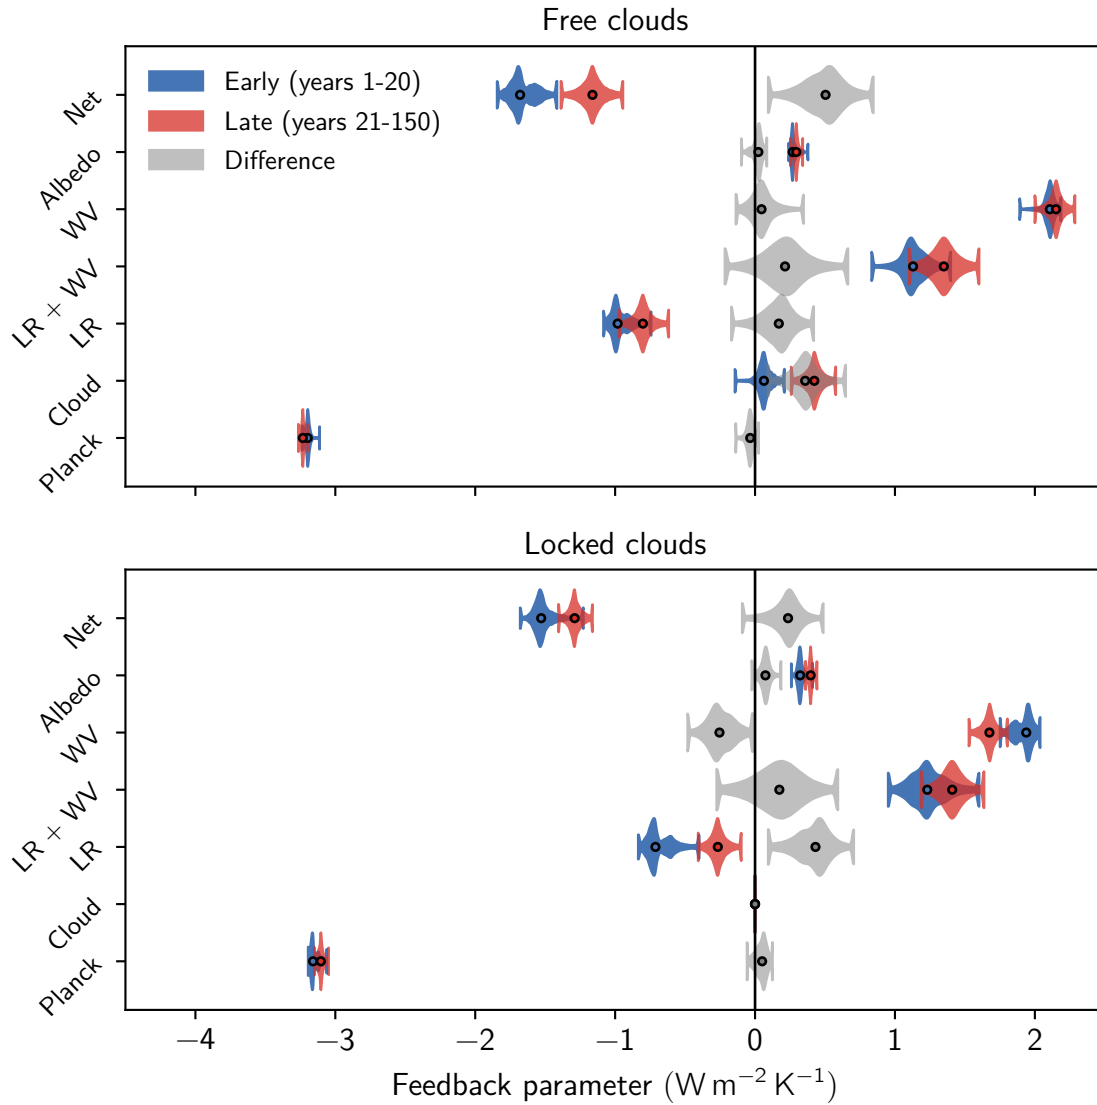 Free clouds
Early (years 1-20)
Late (years 21-150)
Difference
Net
Albedo
WV
LR + WV
LR
Cloud
Planck
Locked clouds
Net
Albedo
WV
LR + WV
LR
Cloud
Planck
−4 −3 −2 −1 0 1 2
Feedback parameter (W m⁻² K⁻¹)